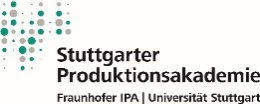 Stuttgarter
Produktionsakademie
Fraunhofer IPA | Universität Stuttgart